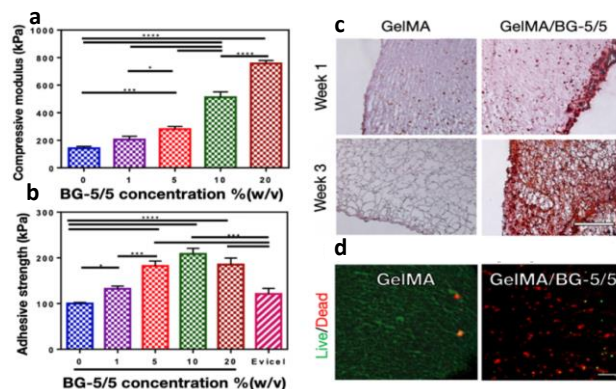 a
Compressive modulus (kPa)
800
600
400
200
0
****
****
*
***
0 1 5 10 20
BG-5/5 concentration %(w/v)
b
Adhesive strength (kPa)
300
200
100
0
****
***
***
*
0 1 5 10 20 Evicel
BG-5/5 concentration %(w/v)
c
GelMA
GelMA/BG-5/5
Week 1
Week 3
d
Live/Dead
GelMA
GelMA/BG-5/5